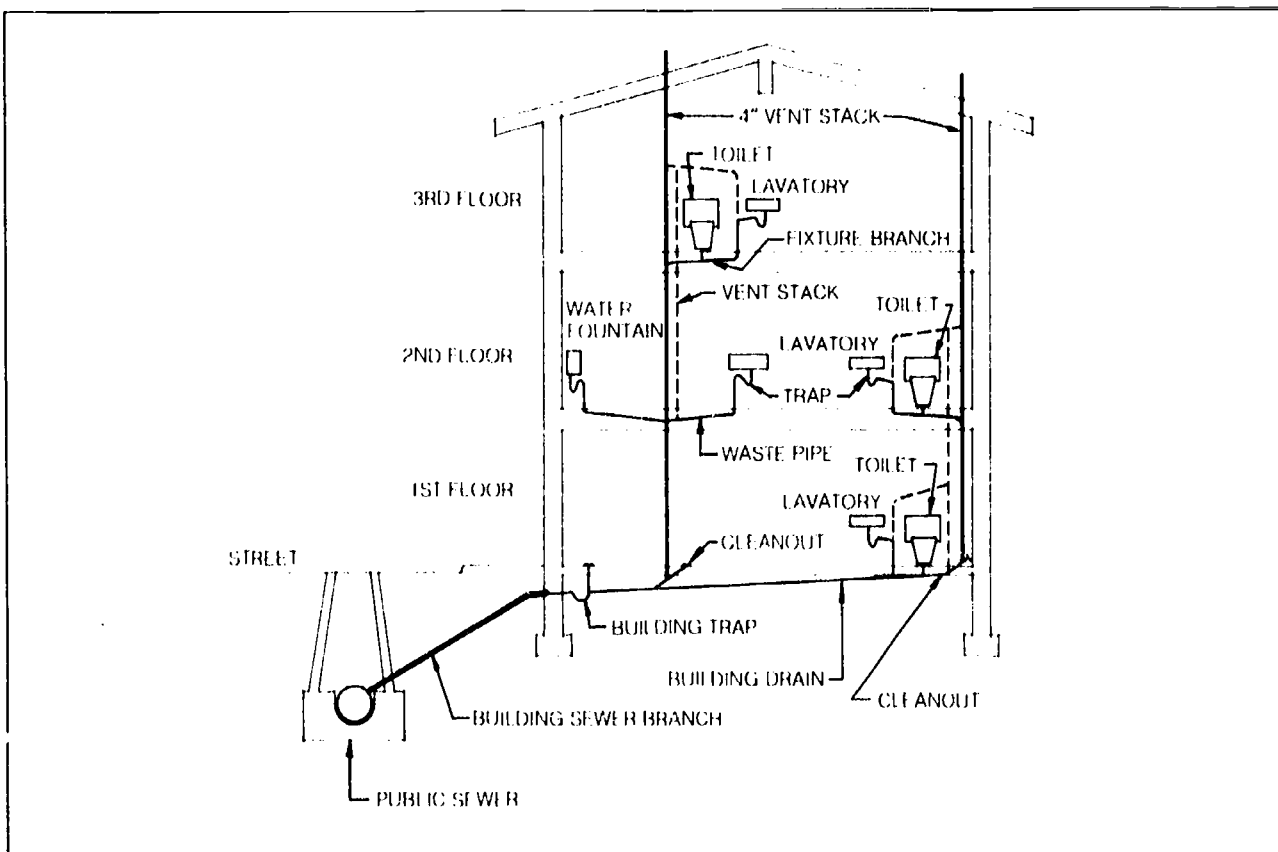 4" VENT STACK
TOILET
LAVATORY
3RD FLOOR
FIXTURE BRANCH
VENT STACK
TOILET
WATER
FOUNTAIN
LAVATORY
2ND FLOOR
TRAP
WASTE PIPE
TOILET
1ST FLOOR
LAVATORY
CLEANOUT
STREET
BUILDING TRAP
BUILDING DRAIN
CLEANOUT
BUILDING SEWER BRANCH
PUBLIC SEWER